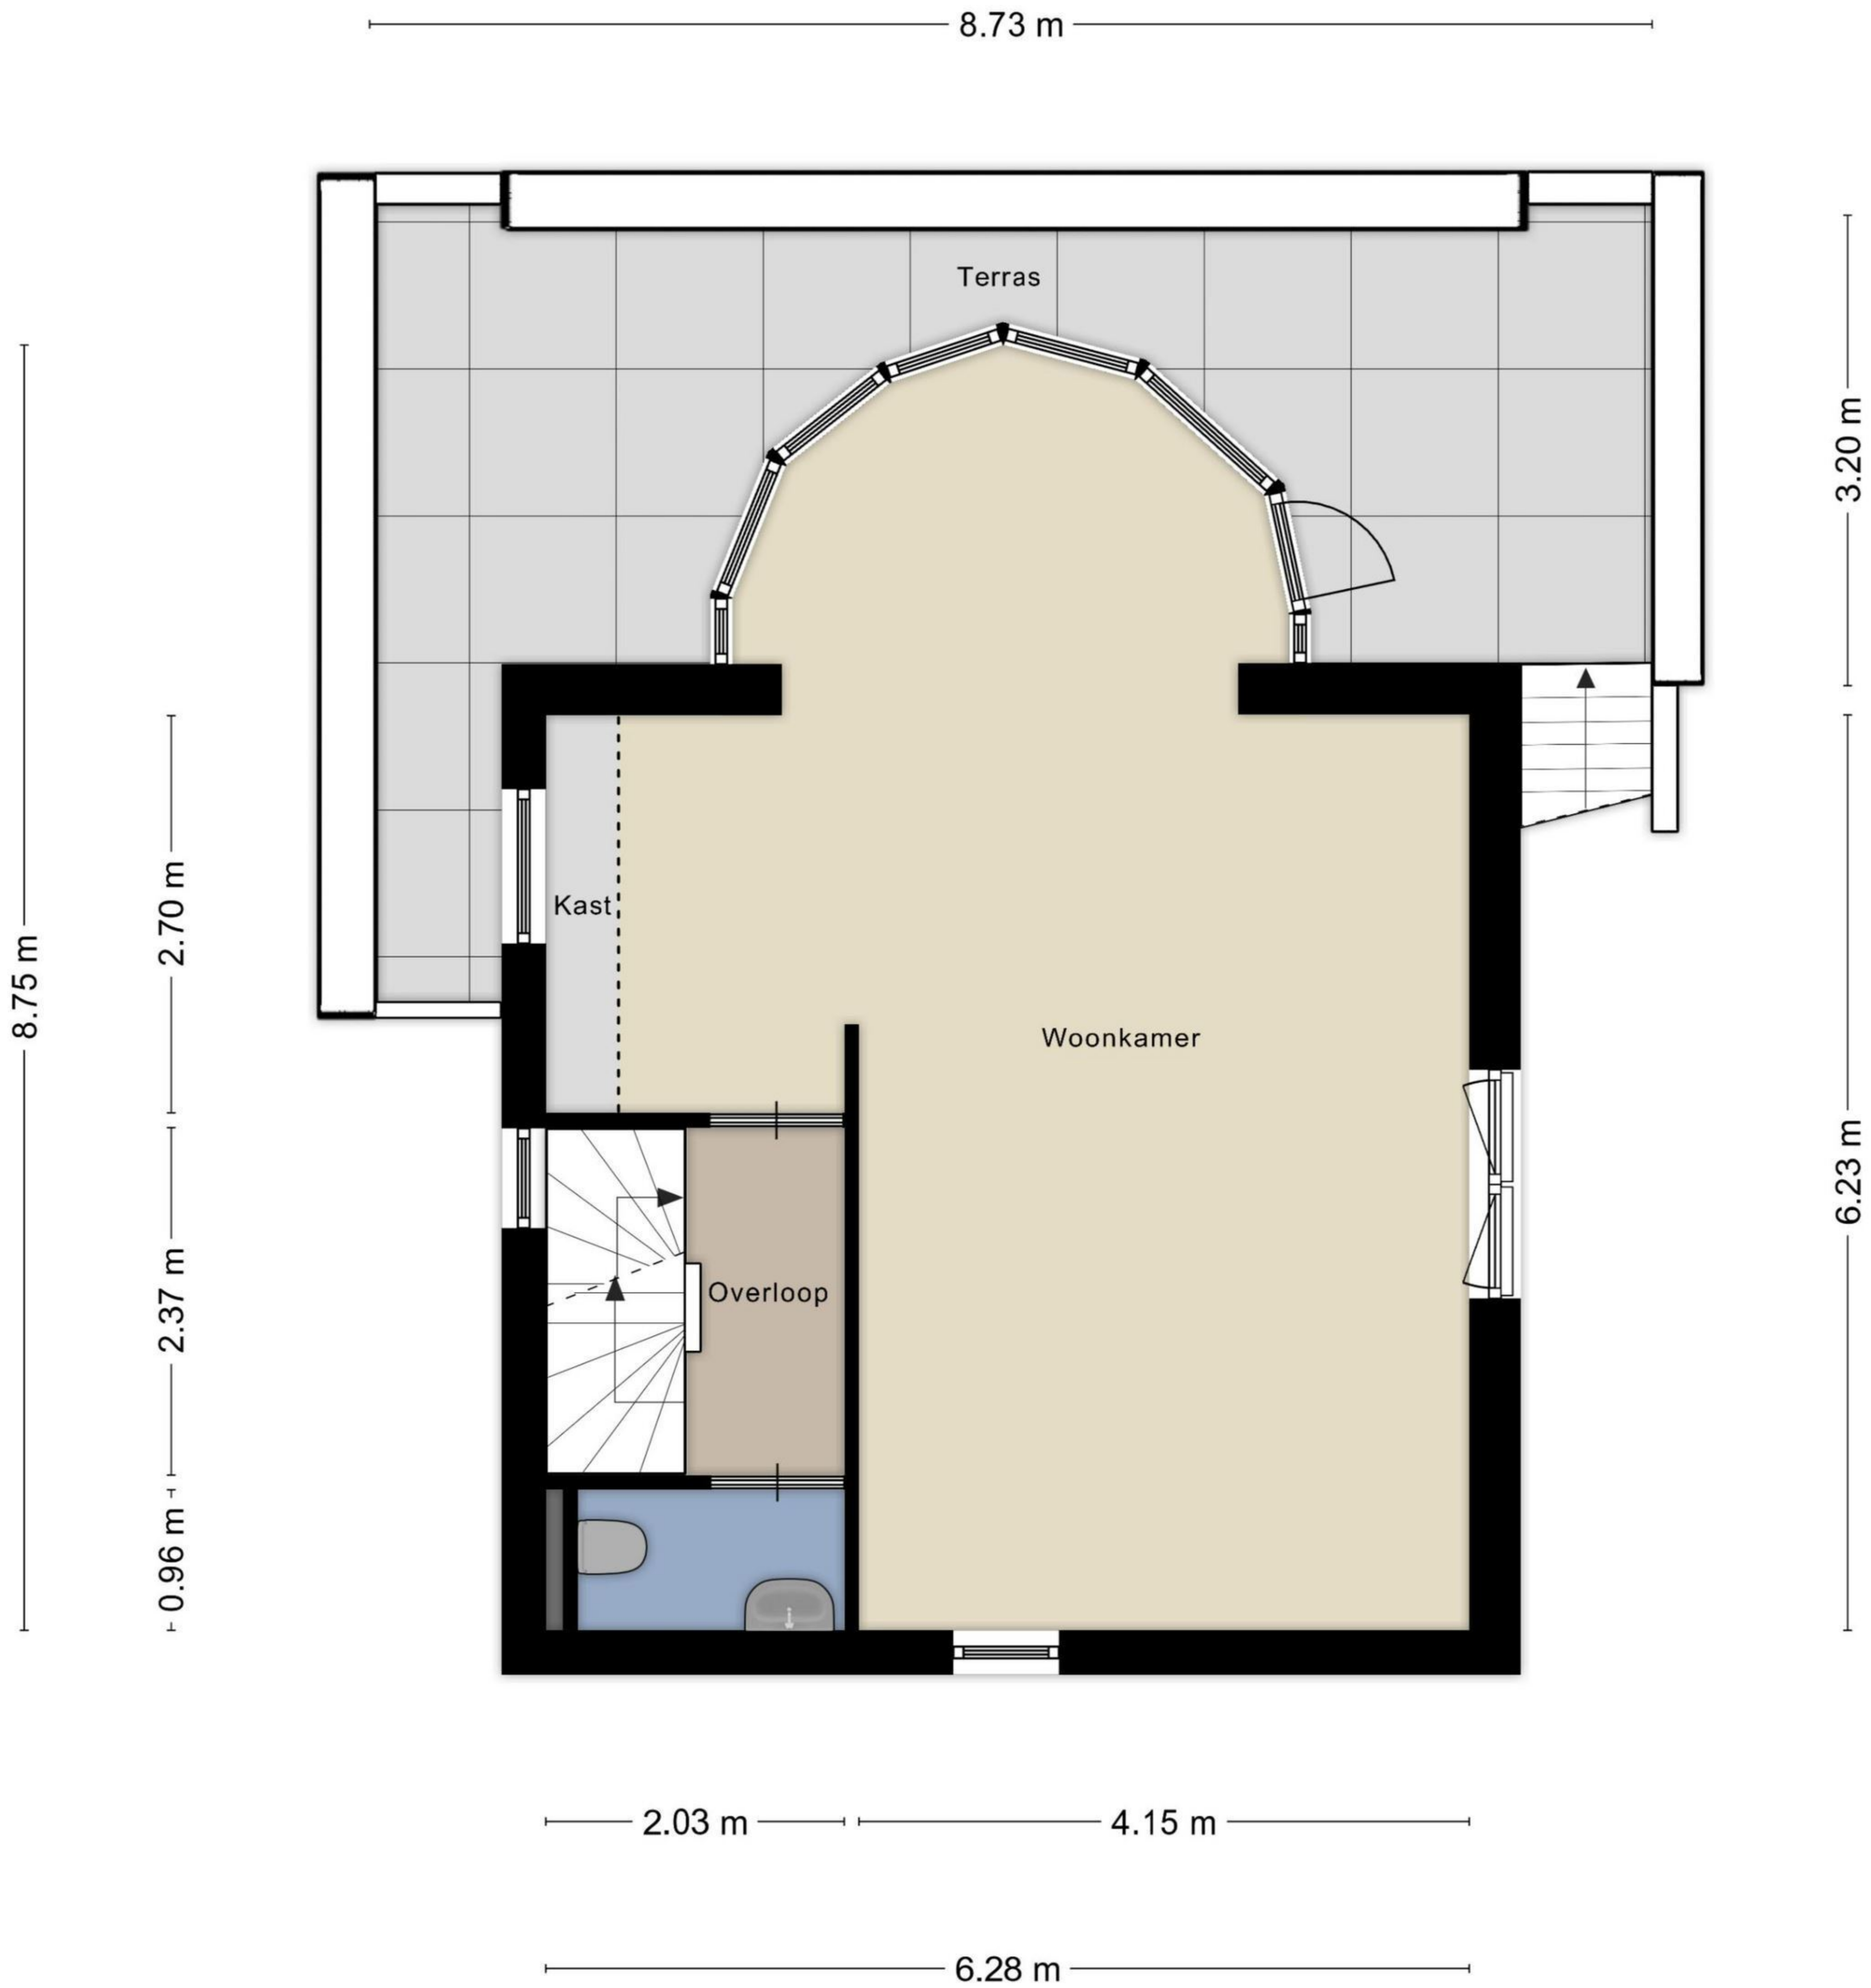 8.73 m
Terras
3.20 m
2.70 m
Kast
8.75 m
Woonkamer
6.23 m
2.37 m
Overloop
0.96 m
2.03 m
4.15 m
6.28 m